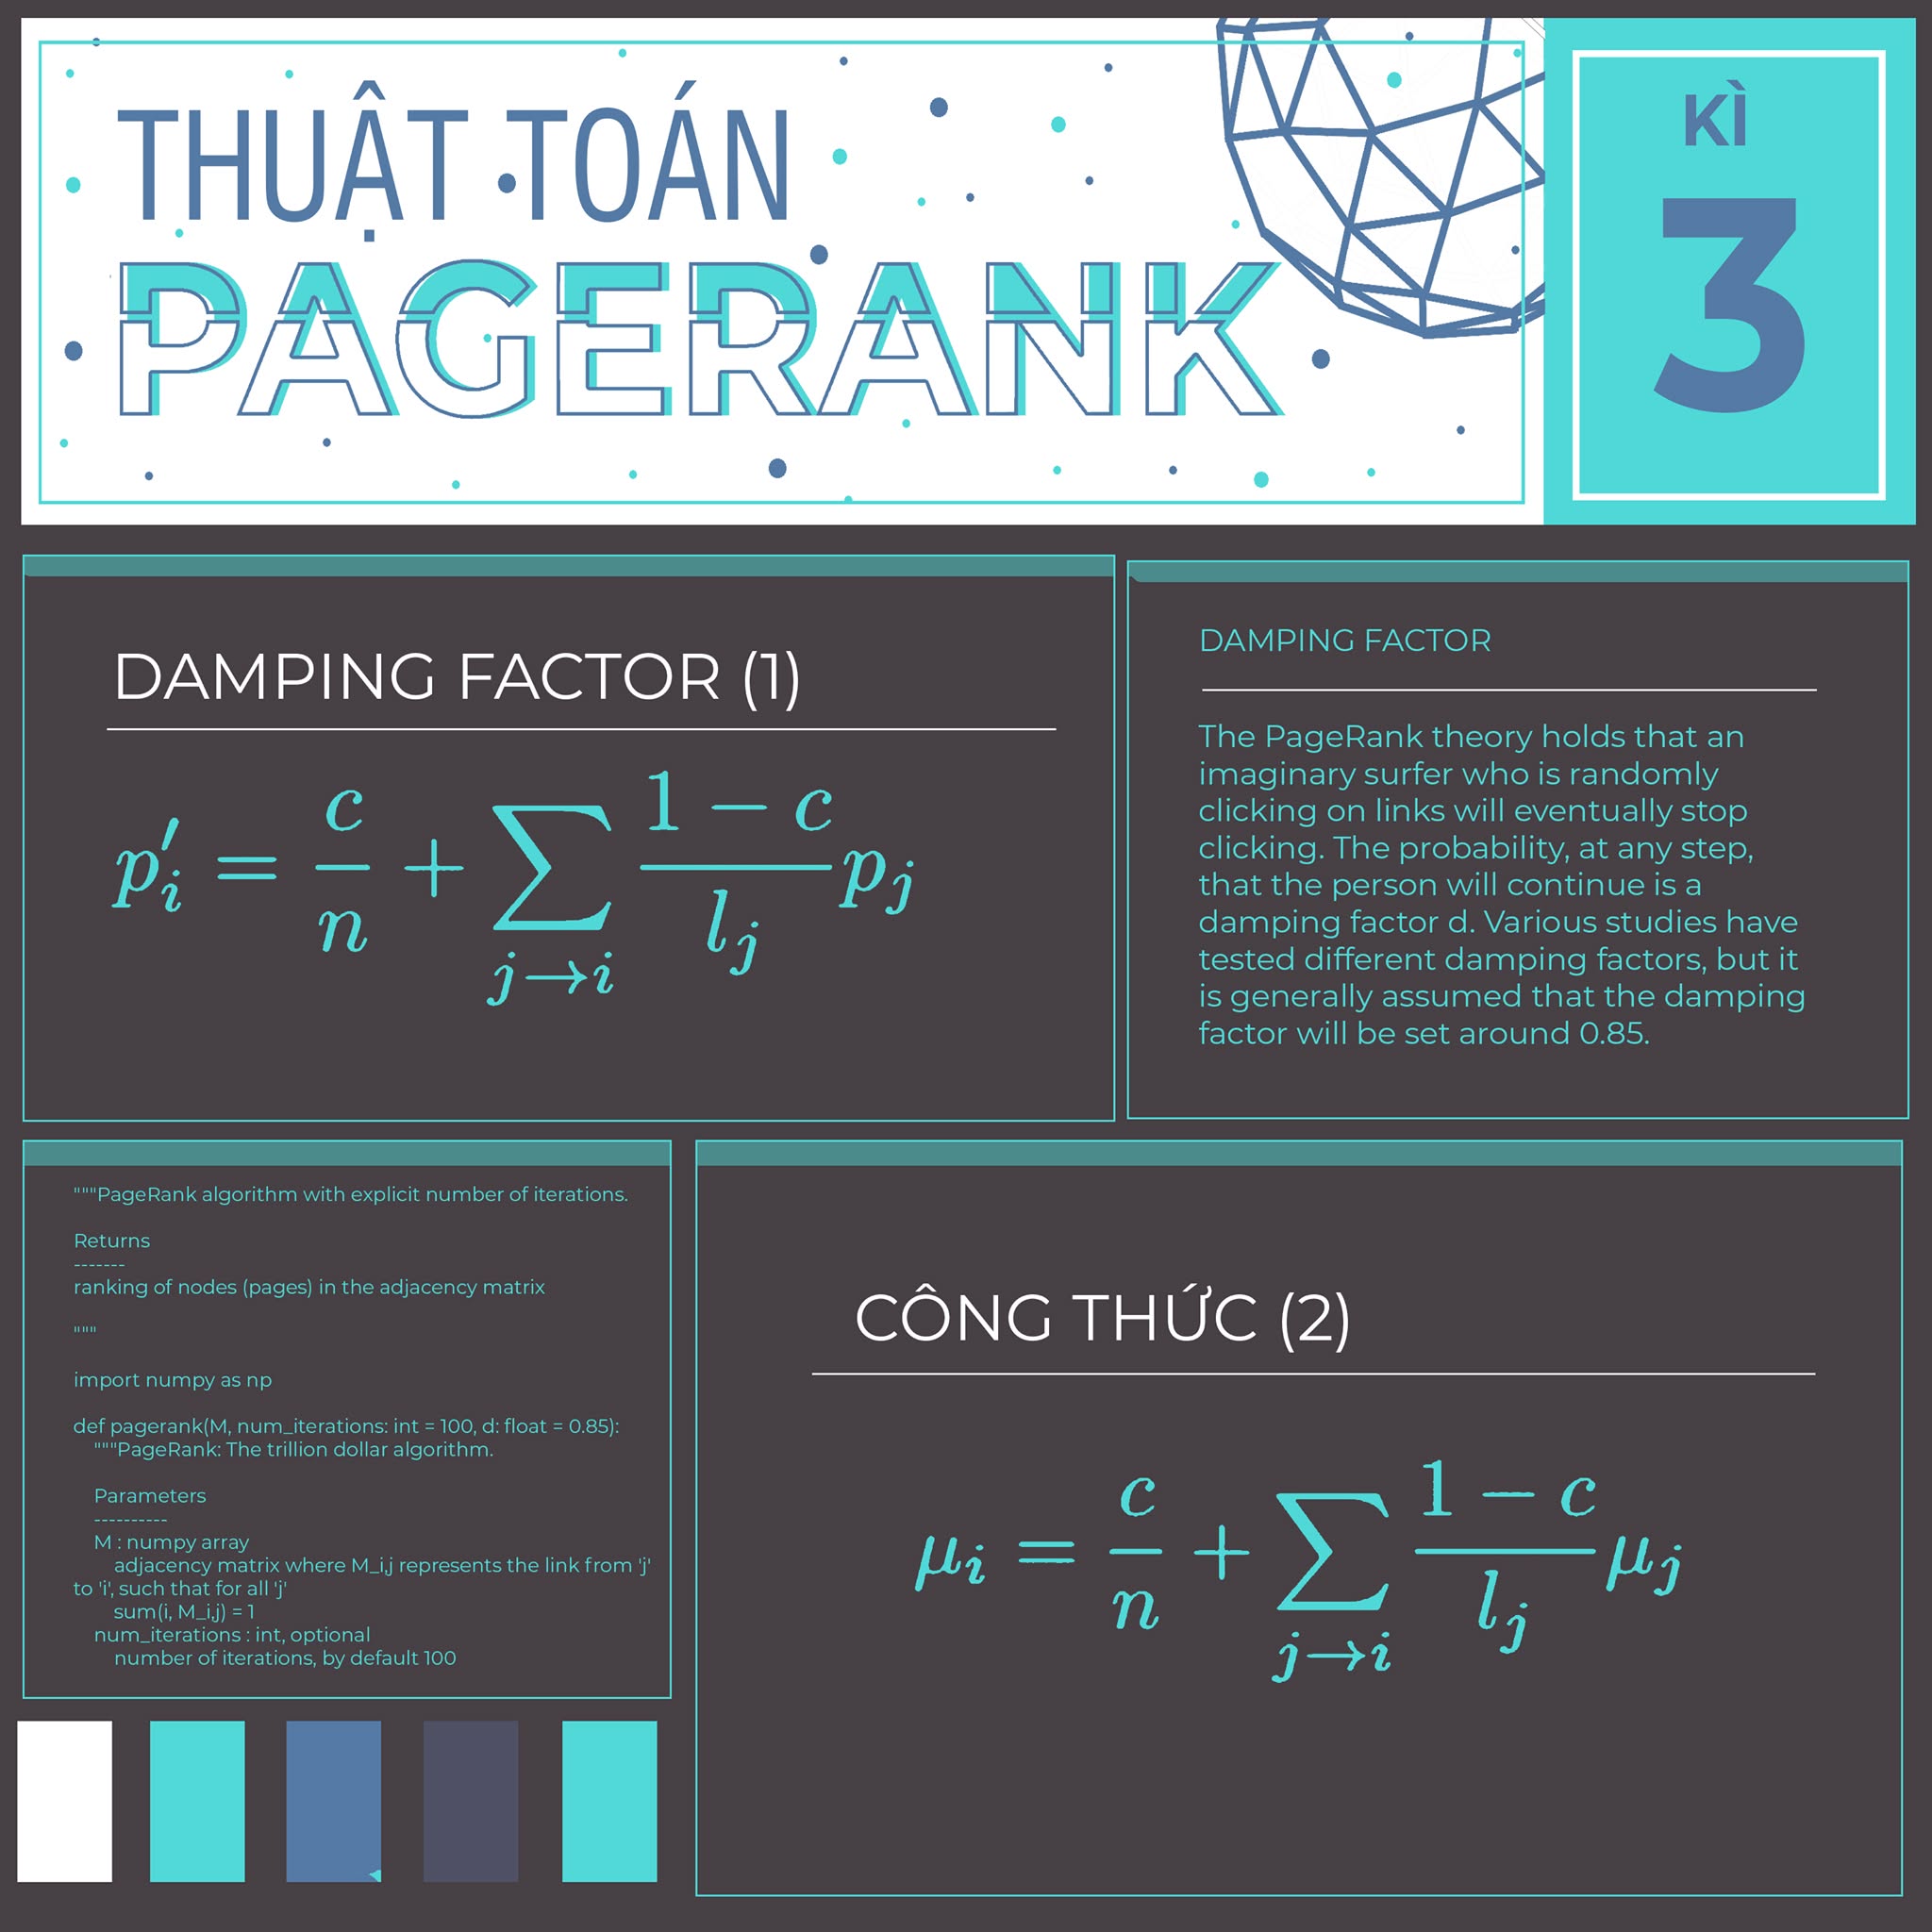 THUẬT TOÁN
PAGERANK
KÌ
3
DAMPING FACTOR (1)
p′_i = c/n + ∑_{j→i} (1 − c)/l_j p_j
DAMPING FACTOR
The PageRank theory holds that an
imaginary surfer who is randomly
clicking on links will eventually stop
clicking. The probability, at any step,
that the person will continue is a
damping factor d. Various studies have
tested different damping factors, but it
is generally assumed that the damping
factor will be set around 0.85.
"""PageRank algorithm with explicit number of iterations.
Returns
-------
ranking of nodes (pages) in the adjacency matrix
"""
import numpy as np
def pagerank(M, num_iterations: int = 100, d: float = 0.85):
"""PageRank: The trillion dollar algorithm.
Parameters
----------
M : numpy array
adjacency matrix where M_i,j represents the link from 'j'
to 'i', such that for all 'j'
sum(i, M_i,j) = 1
num_iterations : int, optional
number of iterations, by default 100
CÔNG THỨC (2)
μ_i = c/n + ∑_{j→i} (1 − c)/l_j μ_j